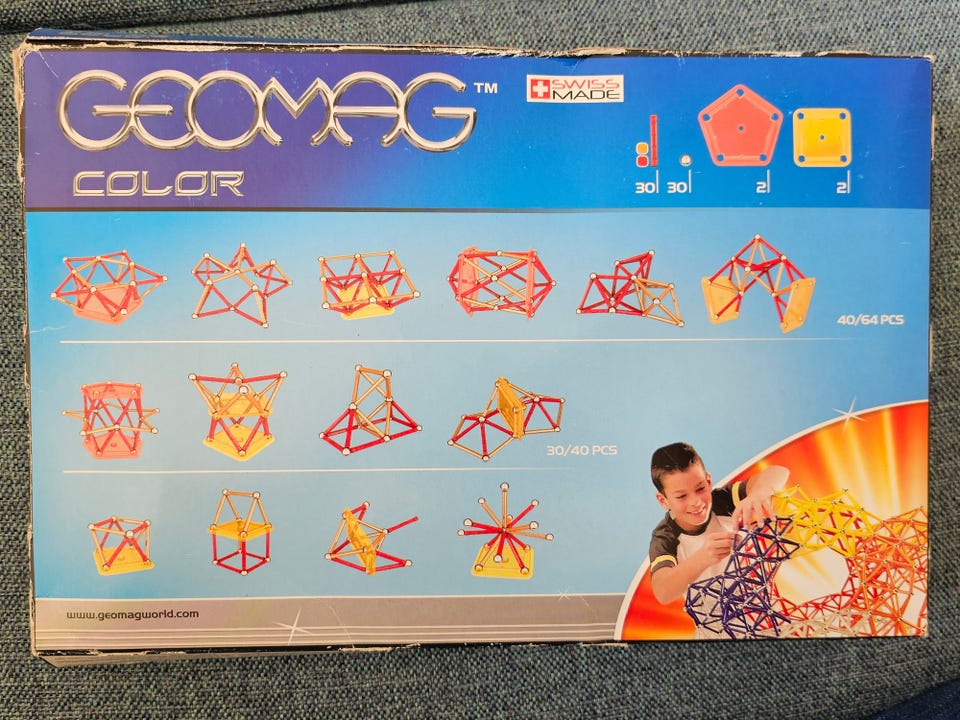 GEOMAG™
SWISS
MADE
COLOR
30 30 2 2
40/64 PCS
30/40 PCS
www.geomagworld.com